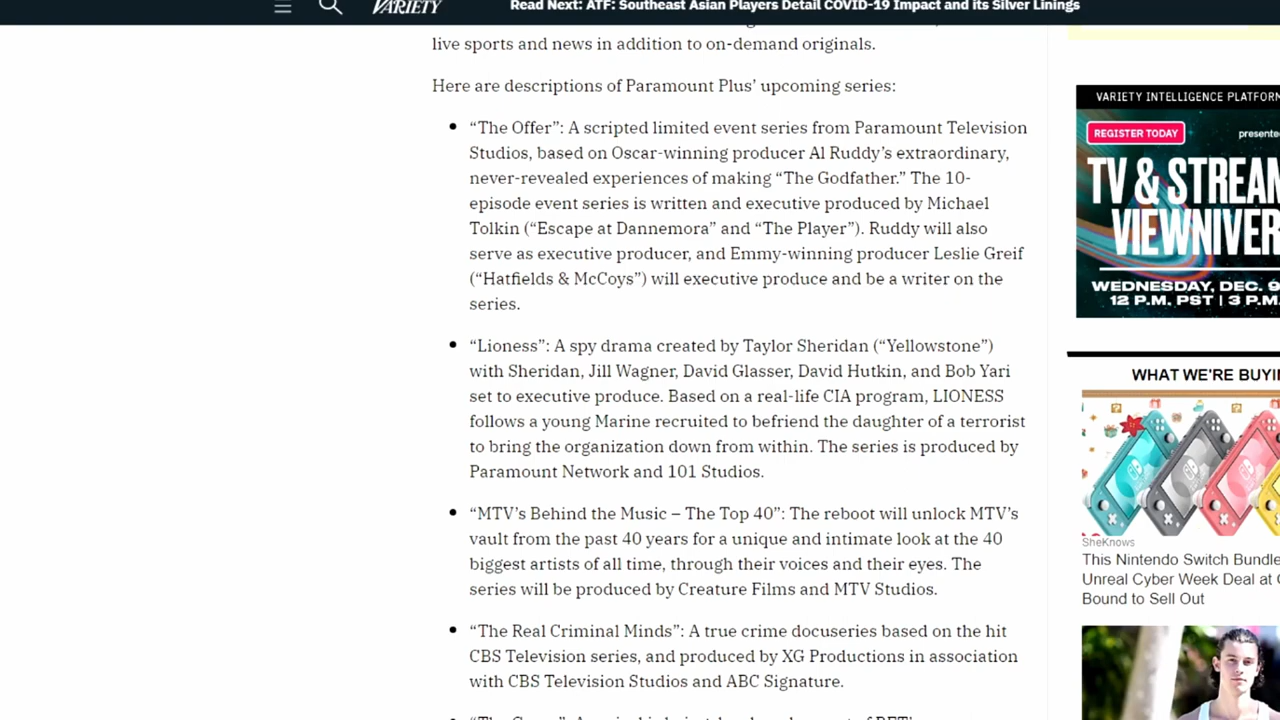 VARIETY
Read Next: ATF: Southeast Asian Players Detail COVID-19 Impact and its Silver Linings
live sports and news in addition to on-demand originals.
Here are descriptions of Paramount Plus’ upcoming series:
• “The Offer”: A scripted limited event series from Paramount Television
Studios, based on Oscar-winning producer Al Ruddy’s extraordinary,
never-revealed experiences of making “The Godfather.” The 10-
episode event series is written and executive produced by Michael
Tolkin (“Escape at Dannemora” and “The Player”). Ruddy will also
serve as executive producer, and Emmy-winning producer Leslie Greif
(“Hatfields & McCoys”) will executive produce and be a writer on the
series.
• “Lioness”: A spy drama created by Taylor Sheridan (“Yellowstone”)
with Sheridan, Jill Wagner, David Glasser, David Hutkin, and Bob Yari
set to executive produce. Based on a real-life CIA program, LIONESS
follows a young Marine recruited to befriend the daughter of a terrorist
to bring the organization down from within. The series is produced by
Paramount Network and 101 Studios.
• “MTV’s Behind the Music – The Top 40”: The reboot will unlock MTV’s
vault from the past 40 years for a unique and intimate look at the 40
biggest artists of all time, through their voices and their eyes. The
series will be produced by Creature Films and MTV Studios.
• “The Real Criminal Minds”: A true crime docuseries based on the hit
CBS Television series, and produced by XG Productions in association
with CBS Television Studios and ABC Signature.
VARIETY INTELLIGENCE PLATFORM
REGISTER TODAY
presente
TV & STREAM
VIEWNIVER
WEDNESDAY, DEC. 9
12 P.M. PST | 3 P.M.
WHAT WE'RE BUYI
SheKnows
This Nintendo Switch Bundle
Unreal Cyber Week Deal at
Bound to Sell Out